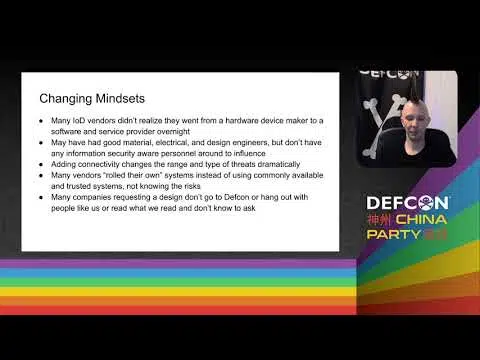 Changing Mindsets
● Many IoD vendors didn't realize they went from a hardware device maker to a
software and service provider overnight
● May have had good material, electrical, and design engineers, but don't have
any information security aware personnel around to influence
● Adding connectivity changes the range and type of threats dramatically
● Many vendors "rolled their own" systems instead of using commonly available
and trusted systems, not knowing the risks
● Many companies requesting a design don't go to Defcon or hang out with
people like us or read what we read and don't know to ask
DEFCON
DEFCON
神州 CHINA
PARTY